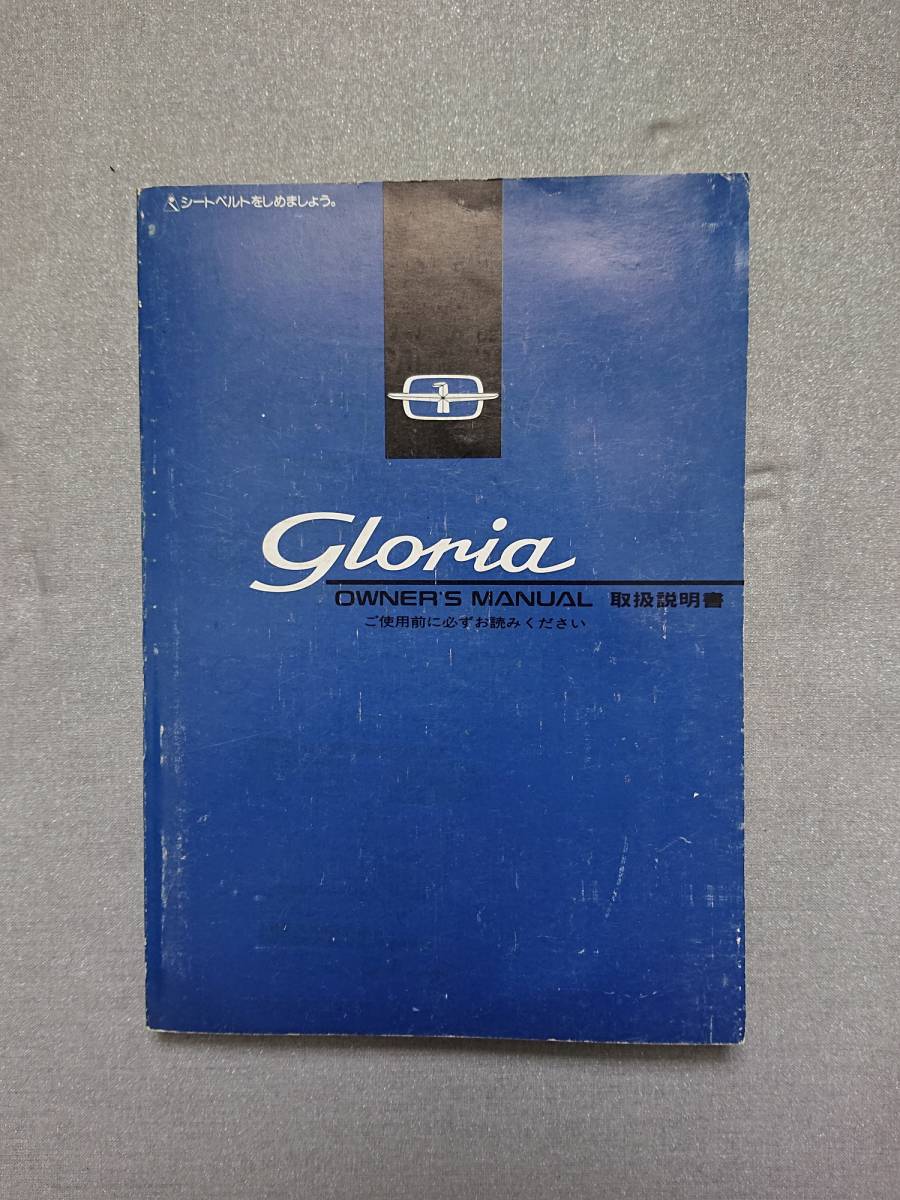 シートベルトをしめましょう。
Gloria
OWNER'S MANUAL 取扱説明書
ご使用前に必ずお読みください